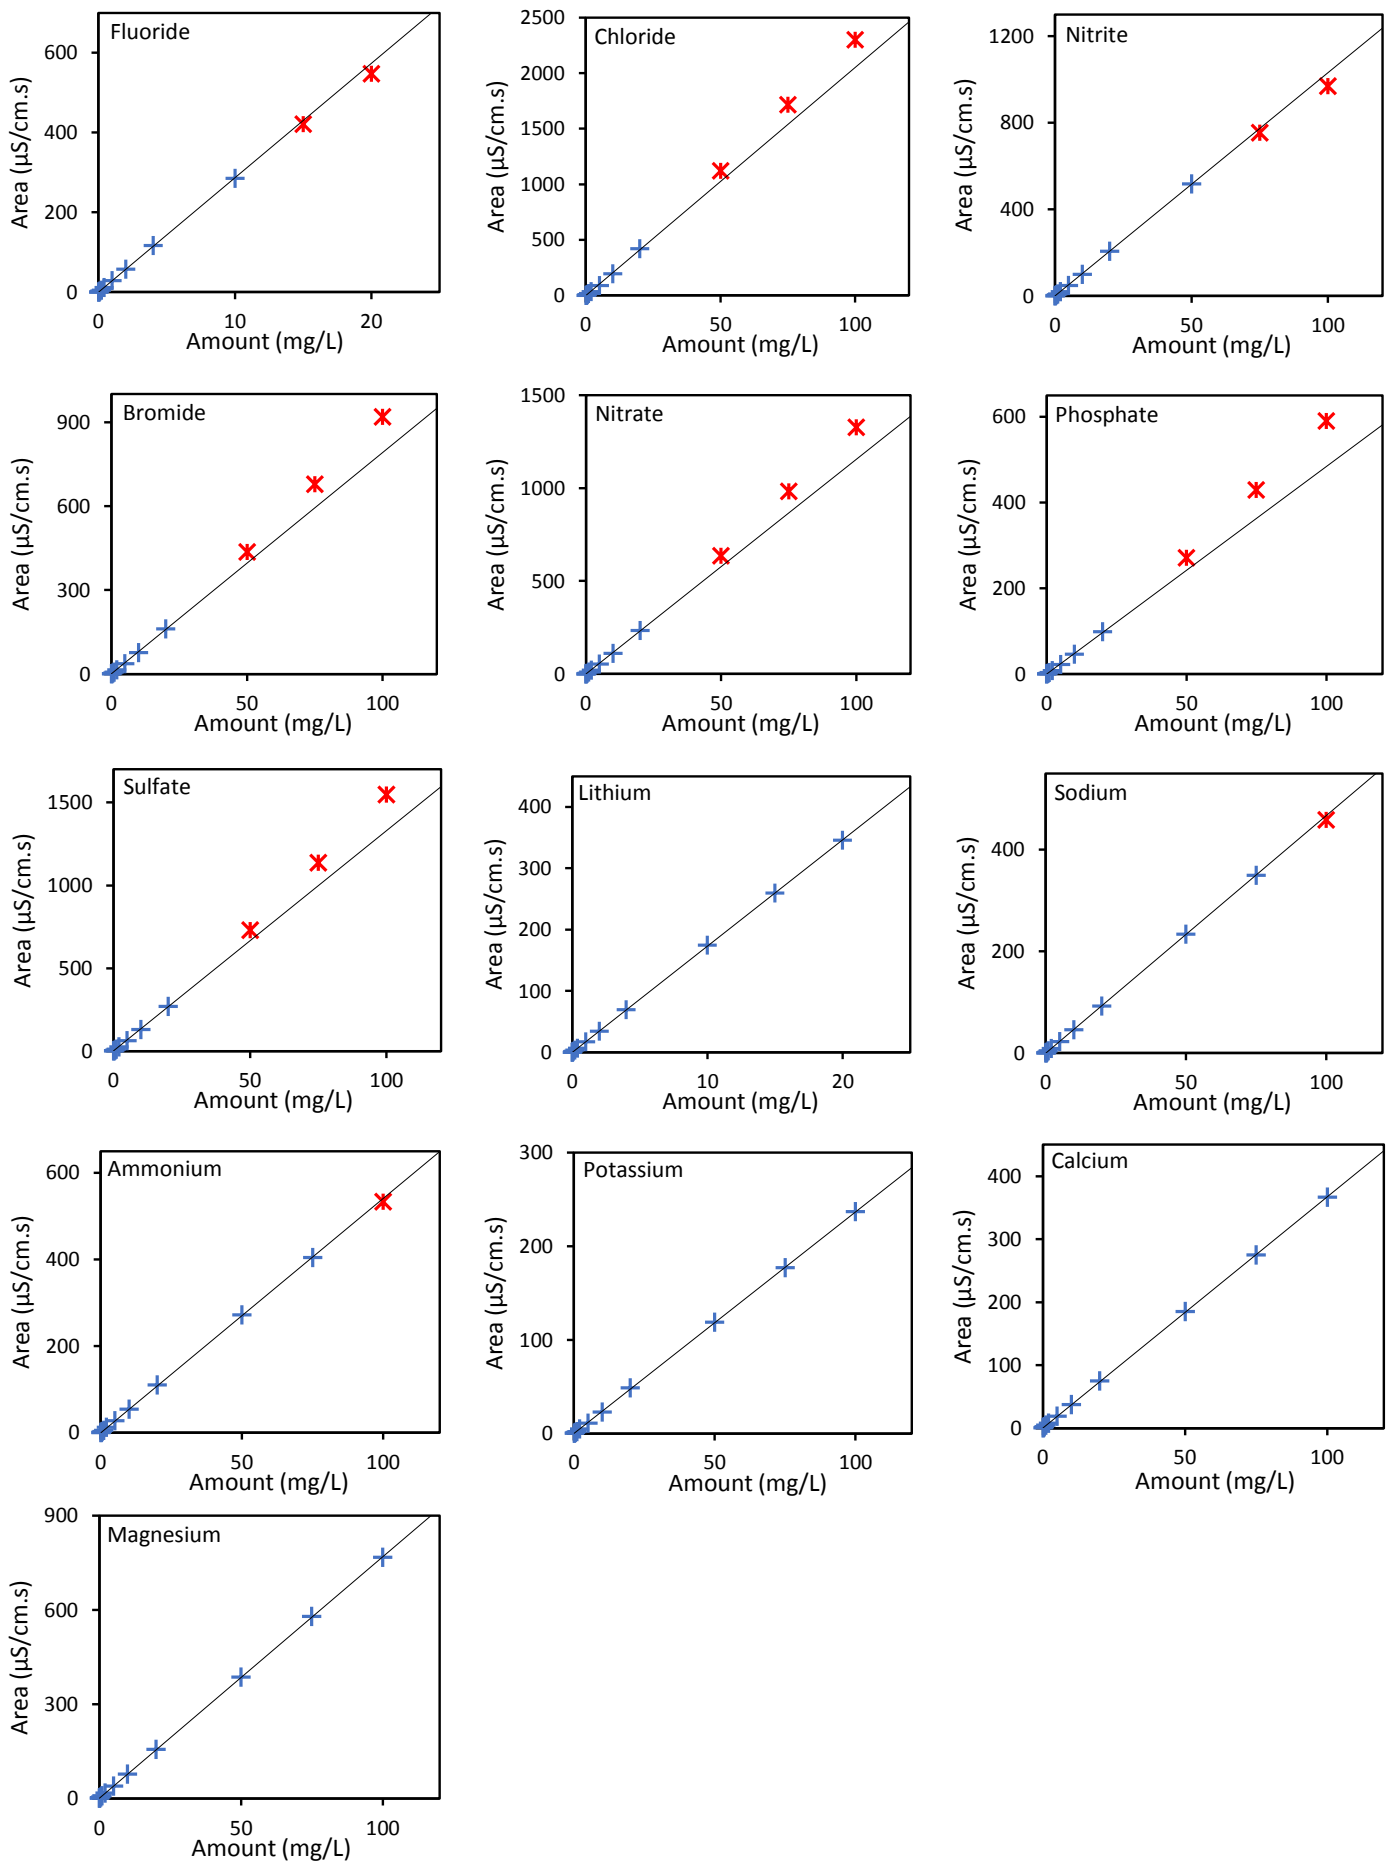 Fluoride
Area (µS/cm.s)
600
400
200
0
0 10 20
Amount (mg/L)
Chloride
Area (µS/cm.s)
2500
2000
1500
1000
500
0
0 50 100
Amount (mg/L)
Nitrite
Area (µS/cm.s)
1200
800
400
0
0 50 100
Amount (mg/L)
Bromide
Area (µS/cm.s)
900
600
300
0
0 50 100
Amount (mg/L)
Nitrate
Area (µS/cm.s)
1500
1000
500
0
0 50 100
Amount (mg/L)
Phosphate
Area (µS/cm.s)
600
400
200
0
0 50 100
Amount (mg/L)
Sulfate
Area (µS/cm.s)
1500
1000
500
0
0 50 100
Amount (mg/L)
Lithium
Area (µS/cm.s)
400
300
200
100
0
0 10 20
Amount (mg/L)
Sodium
Area (µS/cm.s)
400
200
0
0 50 100
Amount (mg/L)
Ammonium
Area (µS/cm.s)
600
400
200
0
0 50 100
Amount (mg/L)
Potassium
Area (µS/cm.s)
300
200
100
0
0 50 100
Amount (mg/L)
Calcium
Area (µS/cm.s)
400
300
200
100
0
0 50 100
Amount (mg/L)
Magnesium
Area (µS/cm.s)
900
600
300
0
0 50 100
Amount (mg/L)